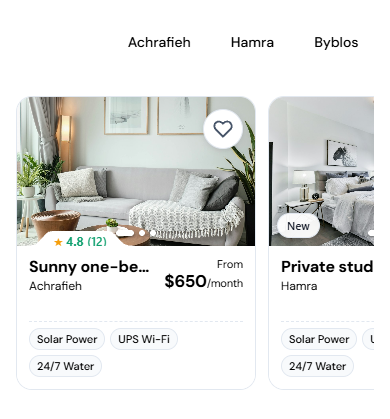 Achrafieh Hamra Byblos
★ 4.8 (12)
New
Sunny one-be...
From
Achrafieh
$650/month
Private stud
Hamra
Solar Power UPS Wi-Fi
24/7 Water
Solar Power U
24/7 Water